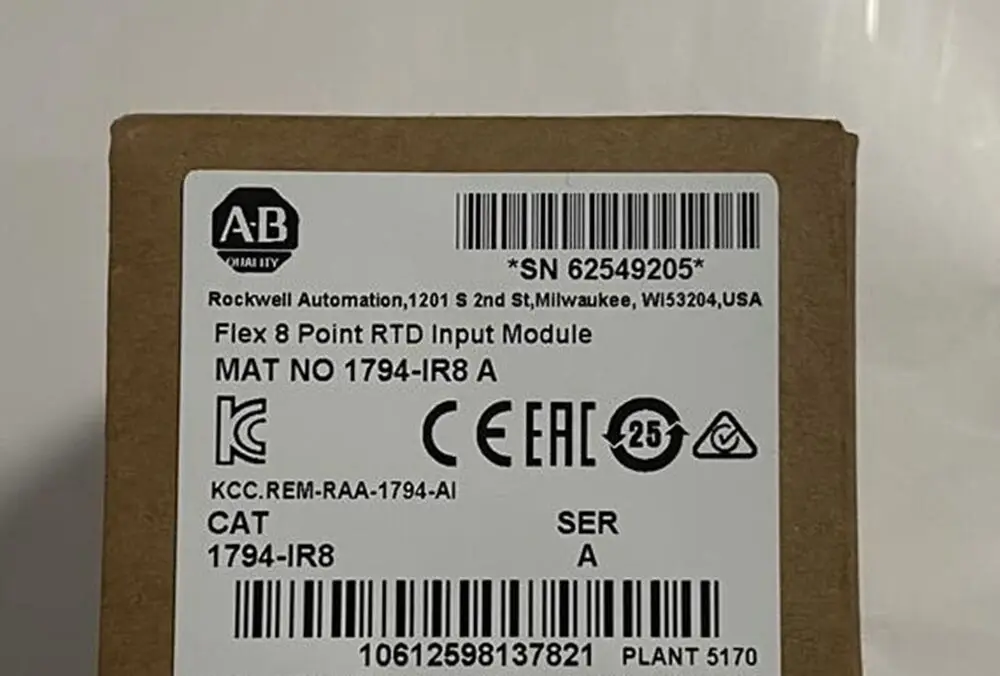 A-B
QUALITY
*SN 62549205*
Rockwell Automation,1201 S 2nd St,Milwaukee, WI53204,USA
Flex 8 Point RTD Input Module
MAT NO 1794-IR8 A
KC CE EAC 25
KCC.REM-RAA-1794-AI
CAT SER
1794-IR8 A
10612598137821 PLANT 5170